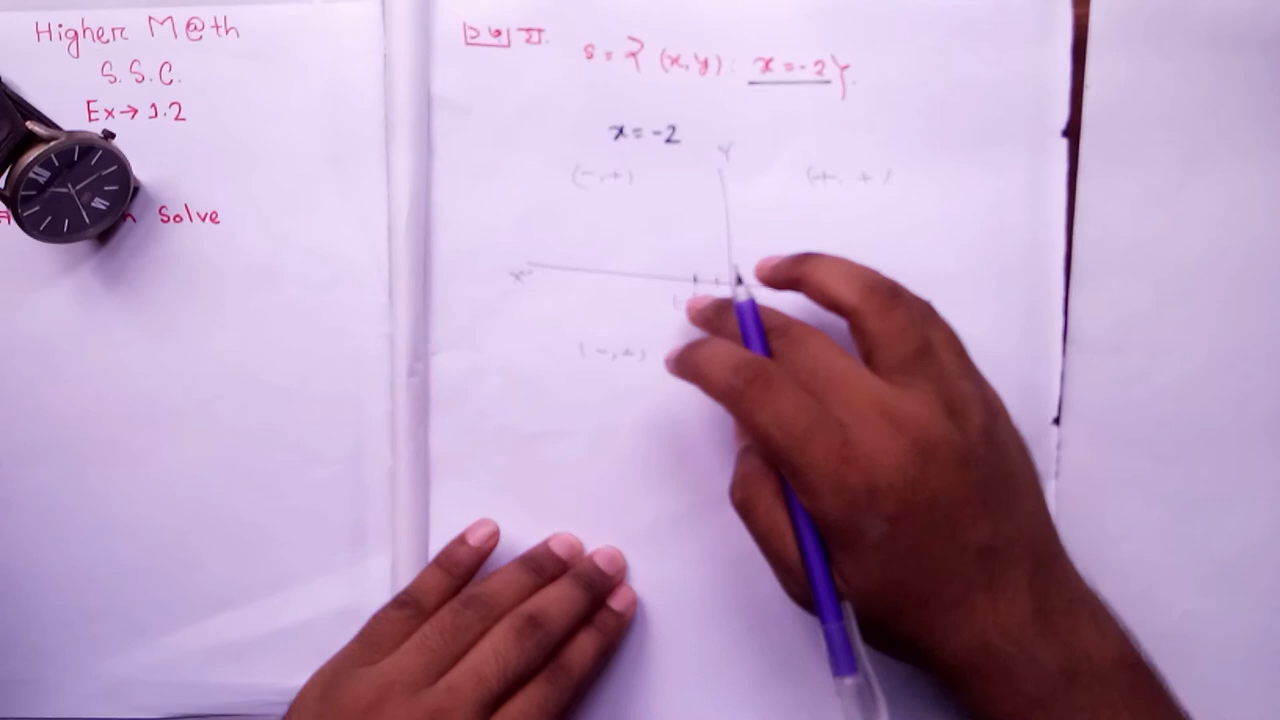 Higher M@th
S.S.C.
Ex→1.2
Solve
১৬ গ.
S = { (x, y) : x = -2 }.
x = -2
Y
(-, +)
(+, +)
X'
(-, +)